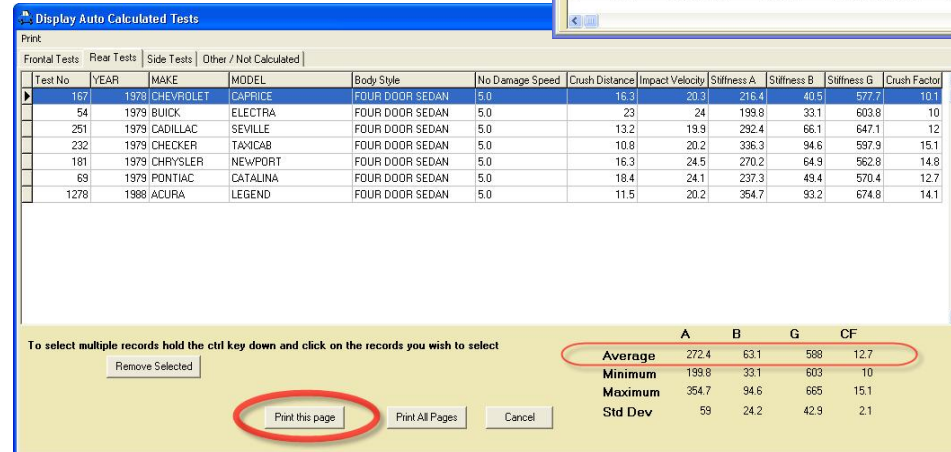 Display Auto Calculated Tests
Print
Frontal Tests Rear Tests Side Tests Other / Not Calculated
Test No YEAR MAKE MODEL Body Style No Damage Speed Crush Distance Impact Velocity Stiffness A Stiffness B Stiffness G Crush Factor
167 1978 CHEVROLET CAPRICE FOUR DOOR SEDAN 5.0 16.3 20.3 216.4 40.5 577.7 10.1
54 1979 BUICK ELECTRA FOUR DOOR SEDAN 5.0 23 24 199.8 33.1 603.8 10
251 1979 CADILLAC SEVILLE FOUR DOOR SEDAN 5.0 13.2 19.9 292.4 66.1 647.1 12
232 1979 CHECKER TAXICAB FOUR DOOR SEDAN 5.0 10.8 20.2 336.3 94.6 597.9 15.1
181 1979 CHRYSLER NEWPORT FOUR DOOR SEDAN 5.0 16.3 24.5 270.2 64.9 562.8 14.8
69 1979 PONTIAC CATALINA FOUR DOOR SEDAN 5.0 18.4 24.1 237.3 49.4 570.4 12.7
1278 1988 ACURA LEGEND FOUR DOOR SEDAN 5.0 11.5 20.2 354.7 93.2 674.8 14.1
To select multiple records hold the ctrl key down and click on the records you wish to select
Remove Selected
Print this page Print All Pages Cancel
A B G CF
Average 272.4 63.1 588 12.7
Minimum 199.8 33.1 603 10
Maximum 354.7 94.6 665 15.1
Std Dev 59 24.2 42.9 2.1